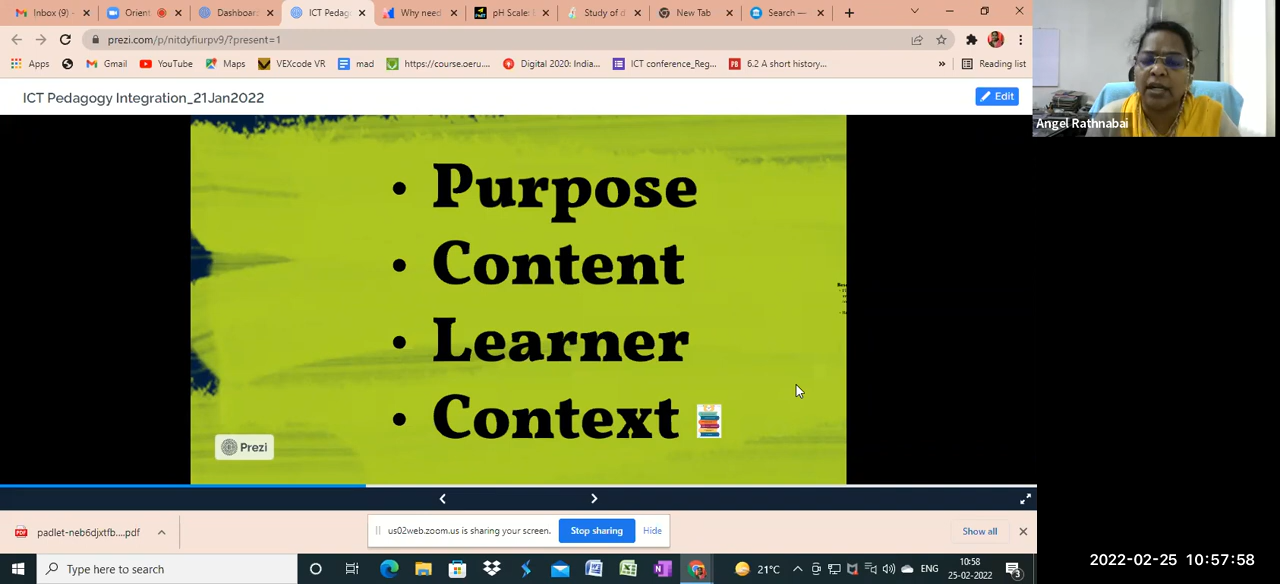 Inbox (9) -
Orient
Dashboar
ICT Pedag
Why need
pH Scale: I
Study of d
New Tab
Search —
prezi.com/p/nitdyfiurpv9/?present=1
Apps
Gmail
YouTube
Maps
VEXcode VR
mad
https://course.oeru....
Digital 2020: India...
ICT conference_Reg...
6.2 A short history...
»
Reading list
ICT Pedagogy Integration_21Jan2022
Edit
Angel Rathnabai
• Purpose
• Content
• Learner
• Context
Prezi
padlet-neb6djxtfb....pdf
us02web.zoom.us is sharing your screen.
Stop sharing
Hide
Show all
Type here to search
21°C
ENG
10:58
25-02-2022
3
2022-02-25 10:57:58